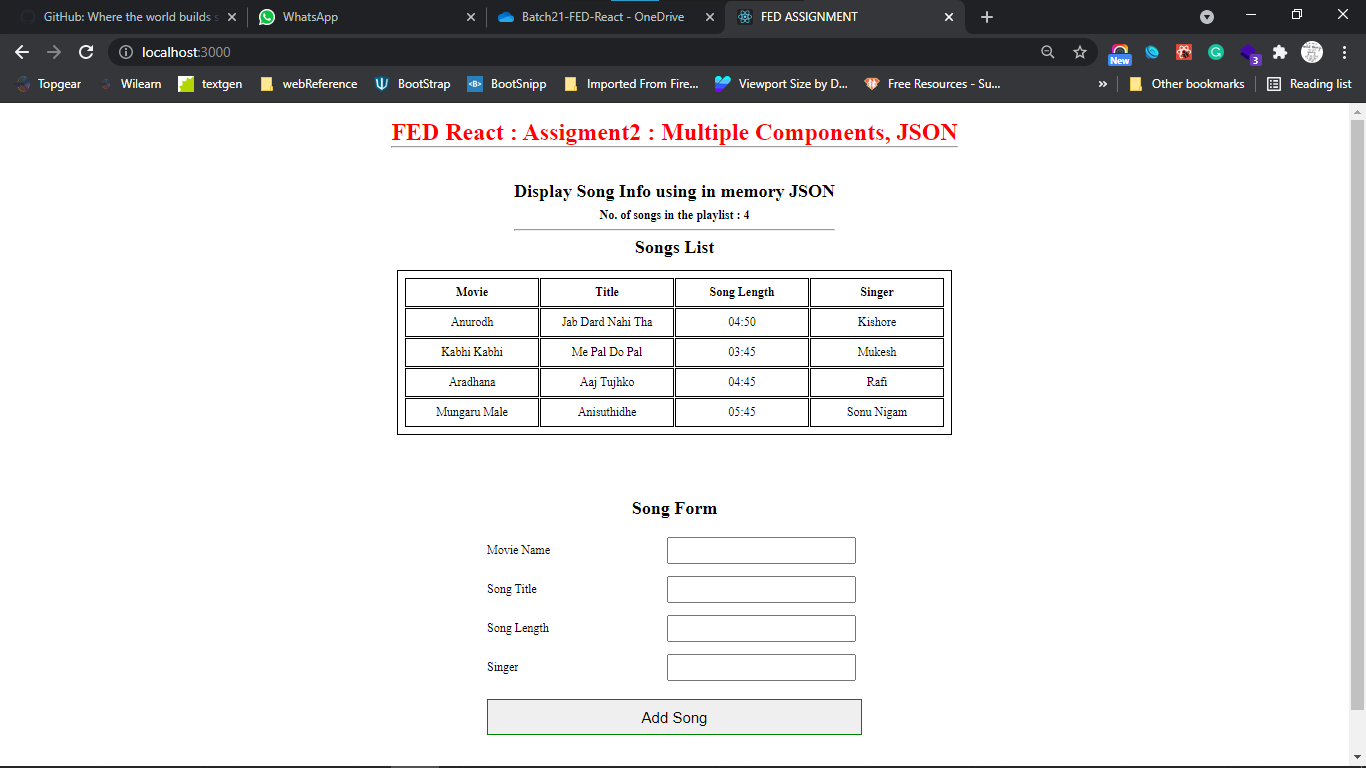 GitHub: Where the world builds s
WhatsApp
Batch21-FED-React - OneDrive
FED ASSIGNMENT
localhost:3000
New
3
Topgear
Wilearn
textgen
webReference
BootStrap
BootSnipp
Imported From Fire...
Viewport Size by D...
Free Resources - Su...
»
Other bookmarks
Reading list
FED React : Assigment2 : Multiple Components, JSON
Display Song Info using in memory JSON
No. of songs in the playlist : 4
Songs List
Movie Title Song Length Singer
Anurodh Jab Dard Nahi Tha 04:50 Kishore
Kabhi Kabhi Me Pal Do Pal 03:45 Mukesh
Aradhana Aaj Tujhko 04:45 Rafi
Mungaru Male Anisuthidhe 05:45 Sonu Nigam
Song Form
Movie Name
Song Title
Song Length
Singer
Add Song